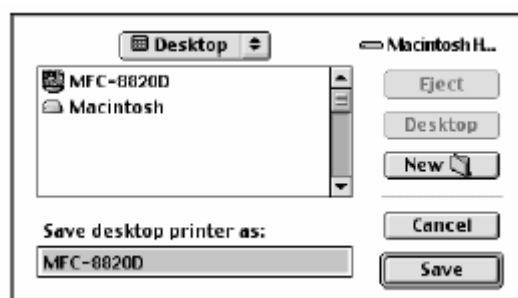 Desktop
Macintosh H...
MFC-8820D
Macintosh
Eject
Desktop
New
Save desktop printer as:
MFC-8820D
Cancel
Save